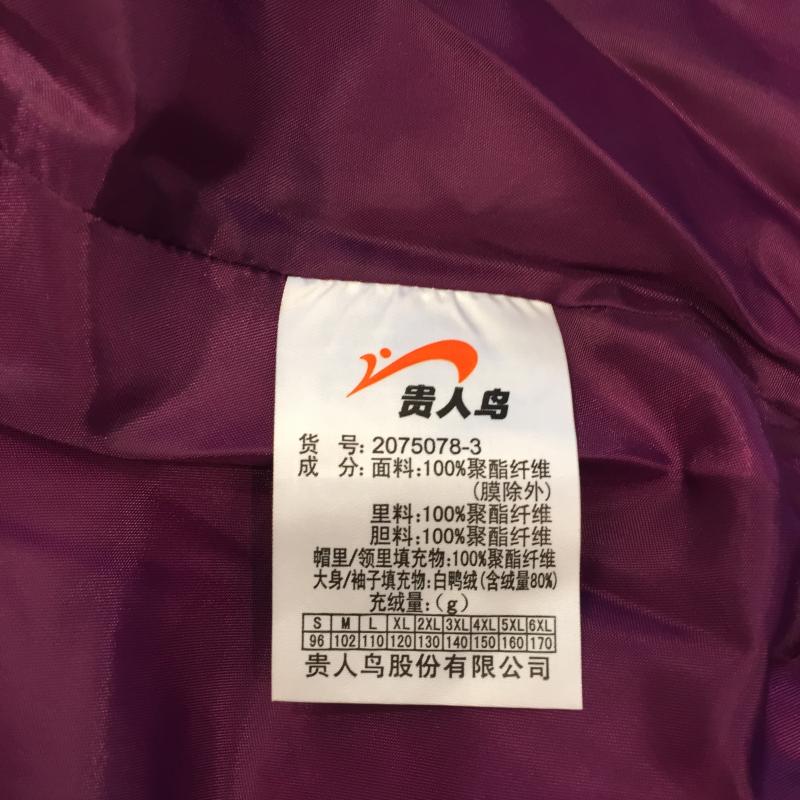 贵人鸟
货 号:2075078-3
成 分:面料:100%聚酯纤维
(膜除外)
里料:100%聚酯纤维
胆料:100%聚酯纤维
帽里/领里填充物:100%聚酯纤维
大身/袖子填充物:白鸭绒(含绒量80%)
充绒量:(g)
S M L XL 2XL 3XL 4XL 5XL 6XL
96 102 110 120 130 140 150 160 170
贵人鸟股份有限公司